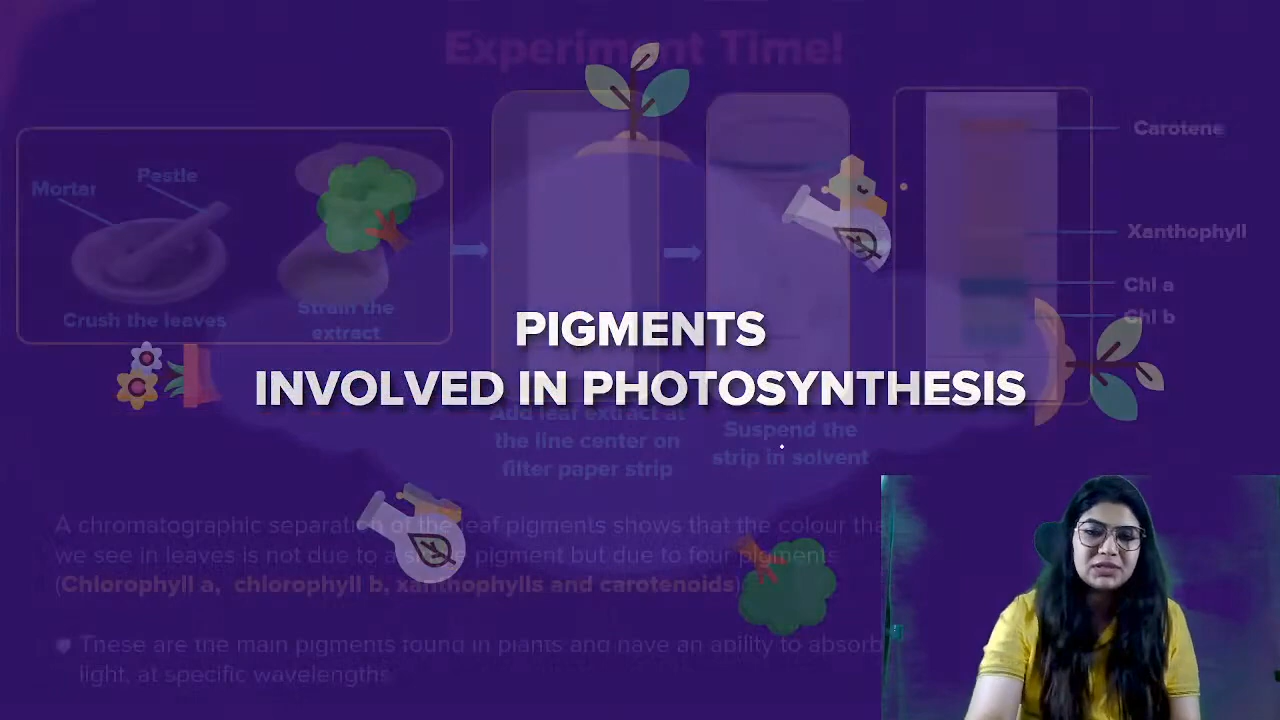 Experiment Time!
Carotene
Pestle
Mortar
Xanthophyll
Chl a
Strain the
extract
Crush the leaves
Chl b
PIGMENTS
INVOLVED IN PHOTOSYNTHESIS
Add leaf extract at
the line center on
filter paper strip
Suspend the
strip in solvent
A chromatographic separation of the leaf pigments shows that the colour that
we see in leaves is not due to a single pigment but due to four pigments
(Chlorophyll a, chlorophyll b, xanthophylls and carotenoids)
These are the main pigments found in plants and have an ability to absorb
light, at specific wavelengths